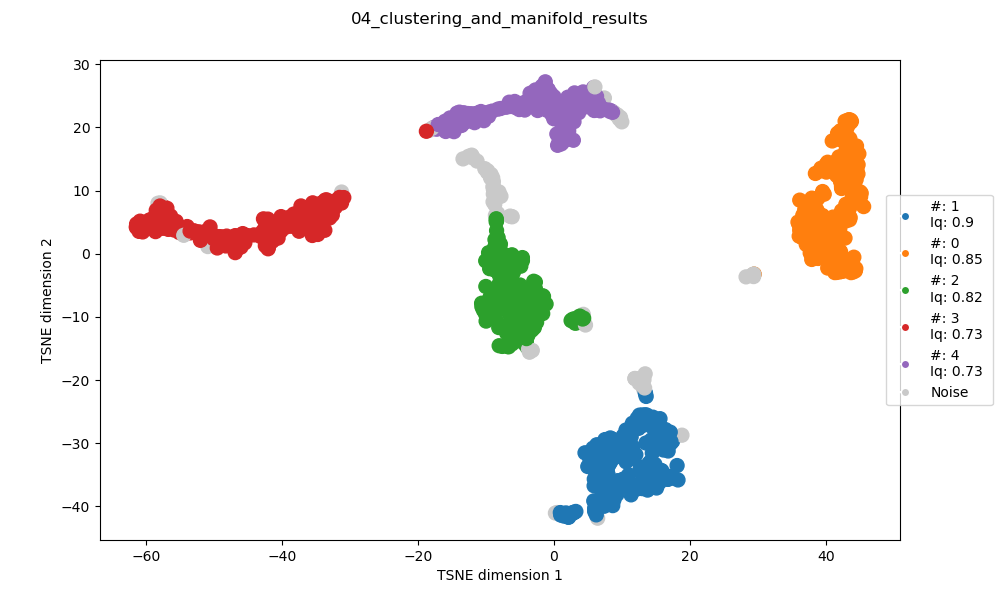 04_clustering_and_manifold_results
30
20
10
0
−10
−20
−30
−40
TSNE dimension 2
−60
−40
−20
0
20
40
TSNE dimension 1
#: 1
Iq: 0.9
#: 0
Iq: 0.85
#: 2
Iq: 0.82
#: 3
Iq: 0.73
#: 4
Iq: 0.73
Noise